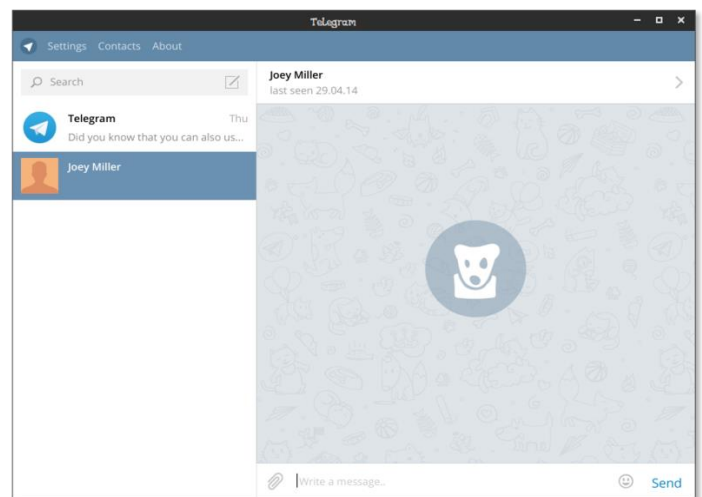 Telegram
Settings Contacts About
Search
Telegram Thu
Did you know that you can also us...
Joey Miller
Joey Miller
last seen 29.04.14
Write a message..
Send